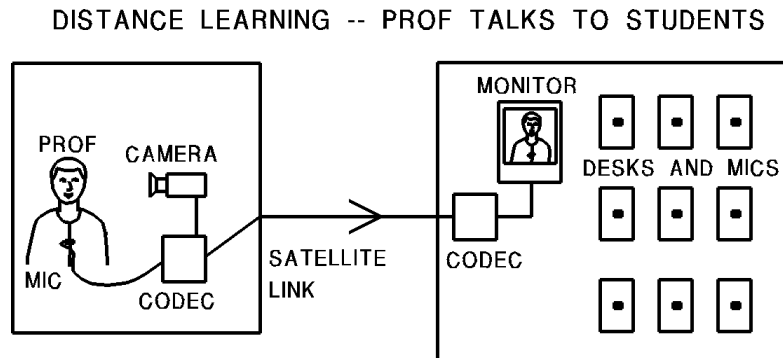 DISTANCE LEARNING -- PROF TALKS TO STUDENTS
MONITOR
PROF
CAMERA
DESKS AND MICS
MIC
CODEC
SATELLITE
LINK
CODEC